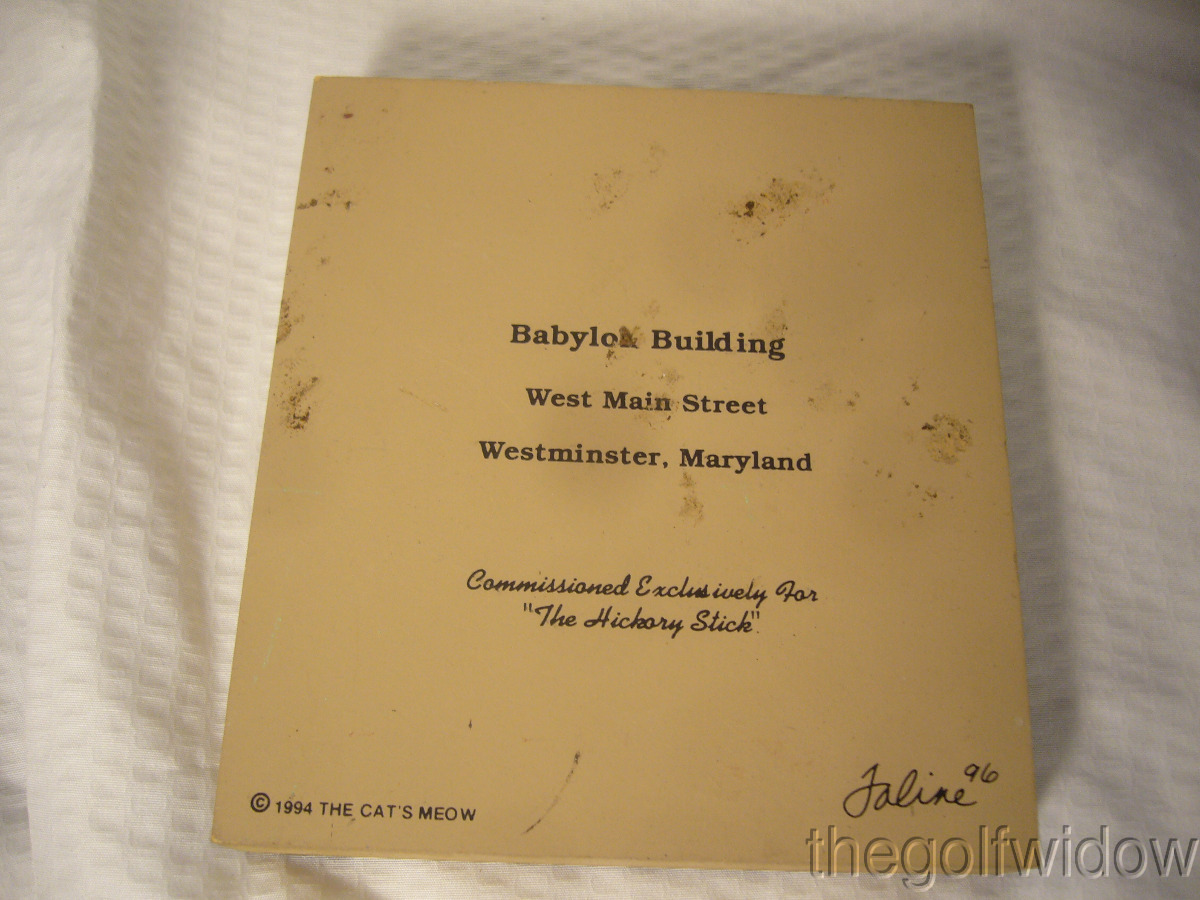 Babylon Building
West Main Street
Westminster, Maryland
Commissioned Exclusively For
"The Hickory Stick".
© 1994 THE CAT'S MEOW
Faline 96
thegolfwidow